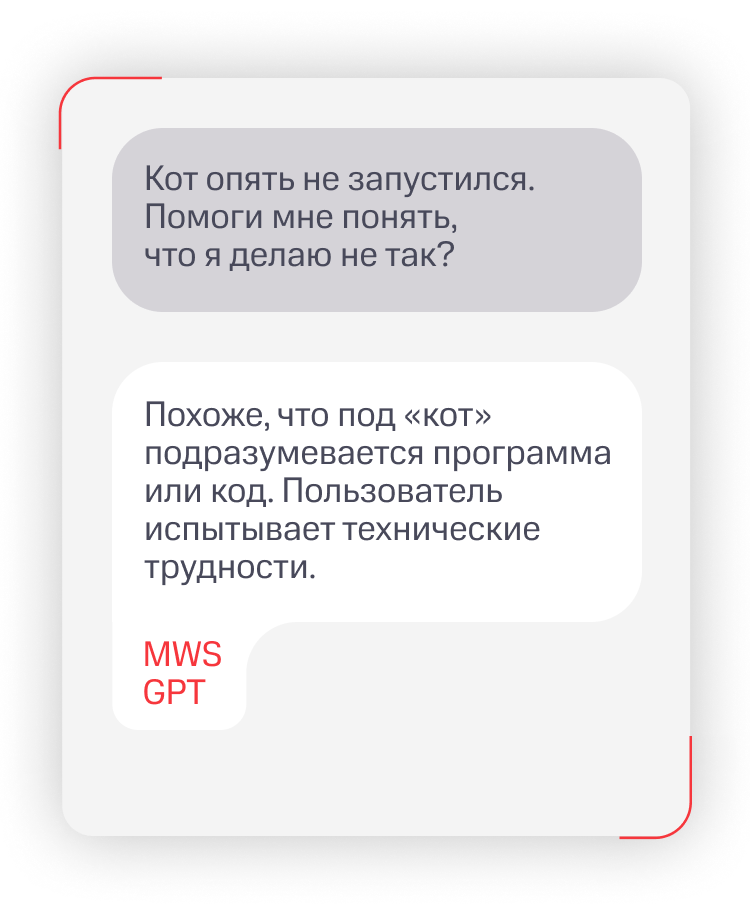 Кот опять не запустился.
Помоги мне понять,
что я делаю не так?
Похоже, что под «кот»
подразумевается программа
или код. Пользователь
испытывает технические
трудности.
MWS
GPT